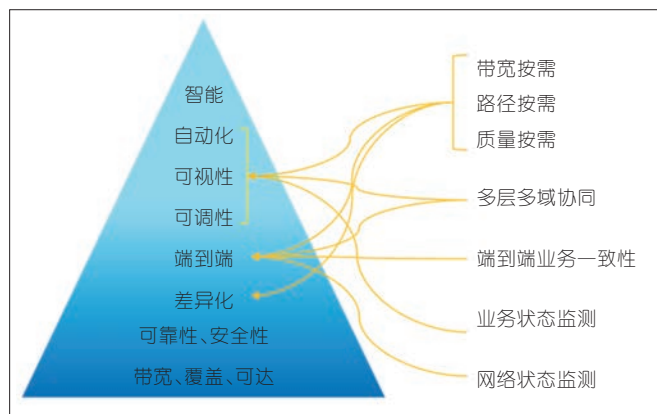 智能
自动化
可视性
可调性
端到端
差异化
可靠性、安全性
带宽、覆盖、可达
带宽按需
路径按需
质量按需
多层多域协同
端到端业务一致性
业务状态监测
网络状态监测